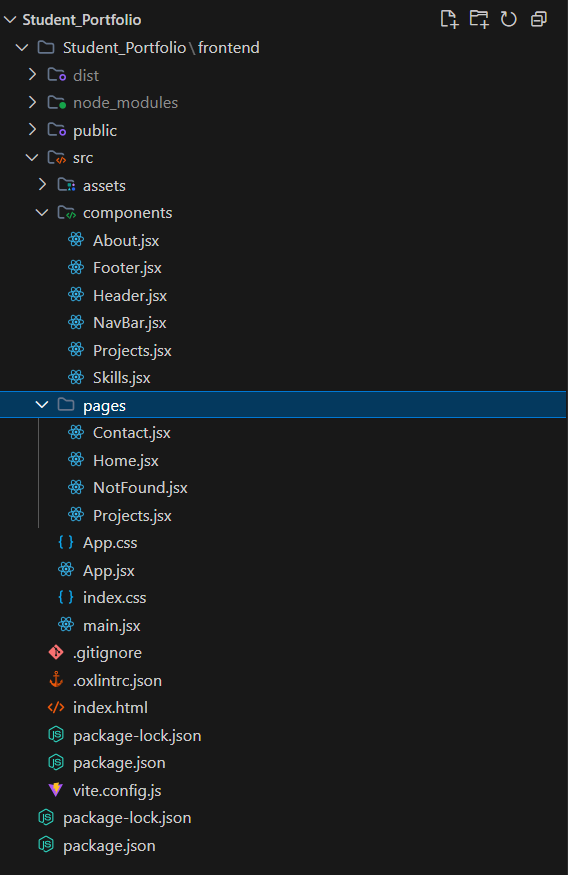 Student_Portfolio
Student_Portfolio\frontend
dist
node_modules
public
src
assets
components
About.jsx
Footer.jsx
Header.jsx
NavBar.jsx
Projects.jsx
Skills.jsx
pages
Contact.jsx
Home.jsx
NotFound.jsx
Projects.jsx
App.css
App.jsx
index.css
main.jsx
.gitignore
.oxlintrc.json
index.html
package-lock.json
package.json
vite.config.js
package-lock.json
package.json